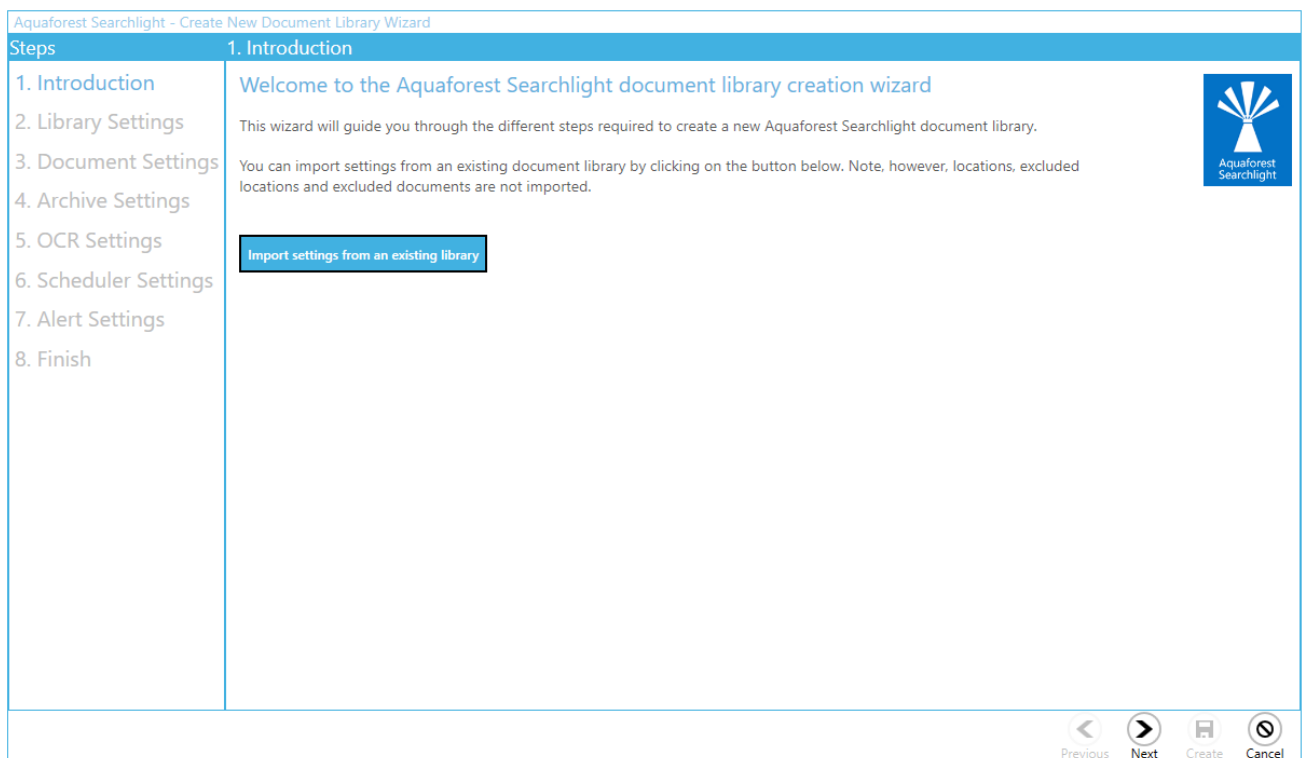 Aquaforest Searchlight - Create New Document Library Wizard
Steps
1. Introduction
1. Introduction
2. Library Settings
3. Document Settings
4. Archive Settings
5. OCR Settings
6. Scheduler Settings
7. Alert Settings
8. Finish
Welcome to the Aquaforest Searchlight document library creation wizard
This wizard will guide you through the different steps required to create a new Aquaforest Searchlight document library.
You can import settings from an existing document library by clicking on the button below. Note, however, locations, excluded
locations and excluded documents are not imported.
Import settings from an existing library
Aquaforest
Searchlight
Previous
Next
Create
Cancel